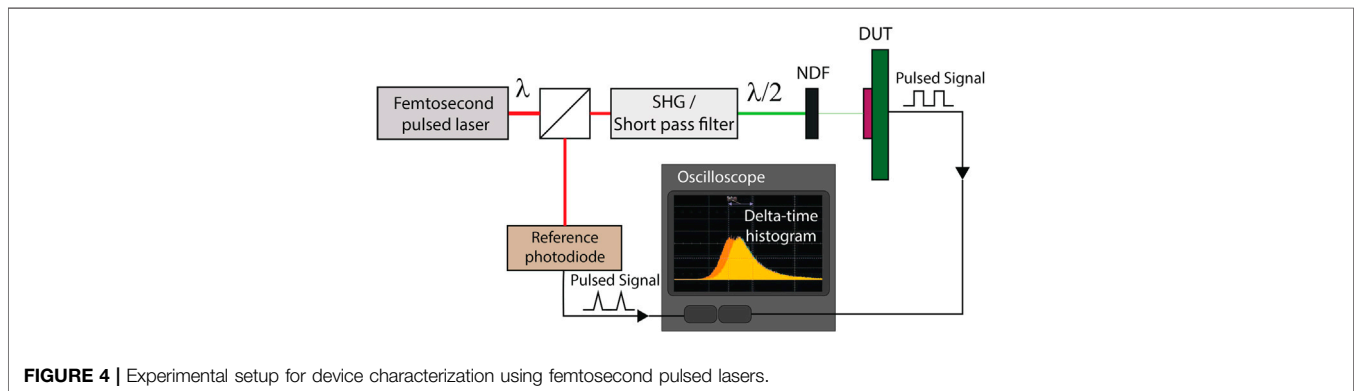 DUT
NDF
Pulsed Signal
λ
λ/2
Femtosecond
pulsed laser
SHG /
Short pass filter
Oscilloscope
Delta-time
histogram
Reference
photodiode
Pulsed Signal
FIGURE 4 | Experimental setup for device characterization using femtosecond pulsed lasers.